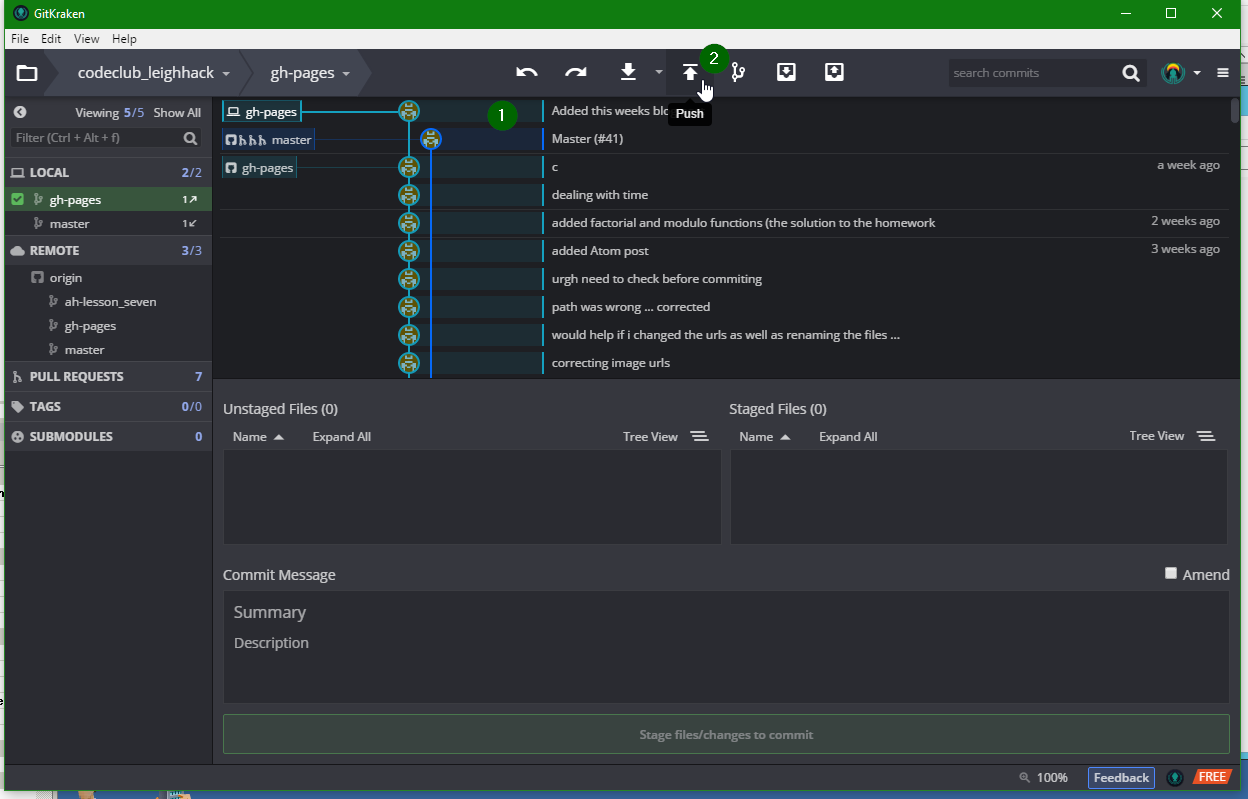 GitKraken
File Edit View Help
codeclub_leighhack gh-pages 2 search commits
Push
Viewing 5/5 Show All
Filter (Ctrl + Alt + f)
LOCAL 2/2
gh-pages 1
master 1
REMOTE 3/3
origin
ah-lesson_seven
gh-pages
master
PULL REQUESTS 7
TAGS 0/0
SUBMODULES 0
gh-pages 1 Added this weeks
master Master (#41)
gh-pages c a week ago
dealing with time
added factorial and modulo functions (the solution to the homework 2 weeks ago
added Atom post 3 weeks ago
urgh need to check before commiting
path was wrong ... corrected
would help if i changed the urls as well as renaming the files ...
correcting image urls
Unstaged Files (0) Staged Files (0)
Name Expand All Tree View Name Expand All Tree View
Commit Message Amend
Summary
Description
Stage files/changes to commit
100% Feedback FREE